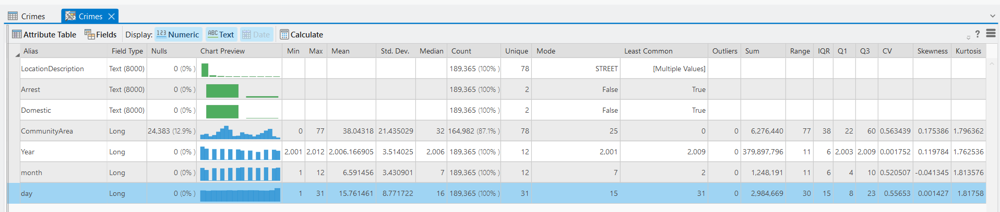 Crimes Crimes
Attribute Table Fields Display: 123 Numeric ABC Text Date Calculate ?
Alias Field Type Nulls Chart Preview Min Max Mean Std. Dev. Median Count Unique Mode Least Common Outliers Sum Range IQR Q1 Q3 CV Skewness Kurtosis
LocationDescription Text (8000) 0 (0% ) 189,365 (100% ) 78 STREET [Multiple Values]
Arrest Text (8000) 0 (0% ) 189,365 (100% ) 2 False True
Domestic Text (8000) 0 (0% ) 189,365 (100% ) 2 False True
CommunityArea Long 24,383 (12.9% ) 0 77 38.04318 21.435029 32 164,982 (87.1% ) 78 25 0 0 6,276,440 77 38 22 60 0.563439 0.175386 1.796362
Year Long 0 (0% ) 2,001 2,012 2,006.166905 3.514025 2,006 189,365 (100% ) 12 2,001 2,009 0 379,897,796 11 6 2,003 2,009 0.001752 0.119784 1.762536
month Long 0 (0% ) 1 12 6.591456 3.430901 7 189,365 (100% ) 12 7 2 0 1,248,191 11 6 4 10 0.520507 -0.041345 1.813576
day Long 0 (0% ) 1 31 15.761461 8.771722 16 189,365 (100% ) 31 15 31 0 2,984,669 30 15 8 23 0.55653 0.001427 1.81758